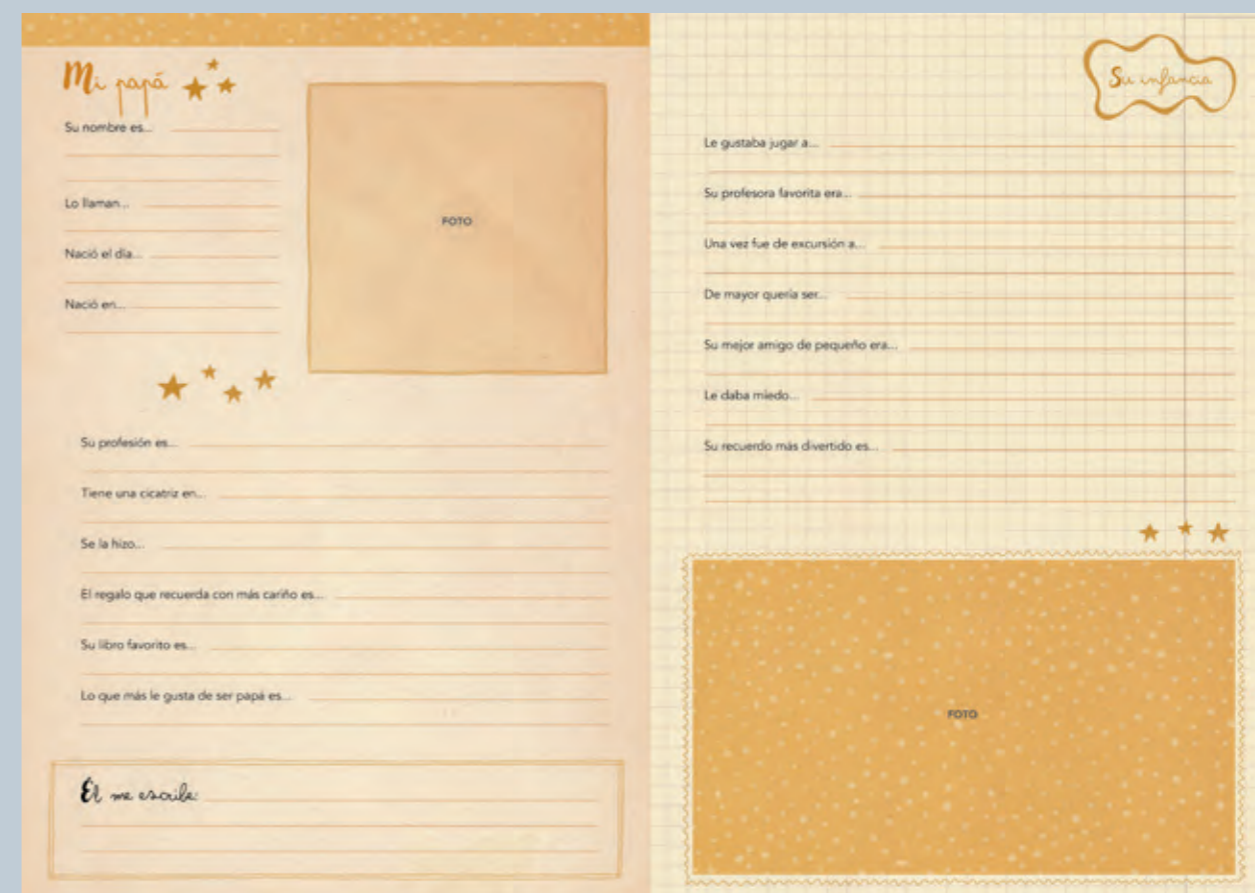 Mi papá
Su nombre es...
Lo llaman...
Nació el día...
Nació en...
FOTO
Su profesión es...
Tiene una cicatriz en...
Se la hizo...
El regalo que recuerda con más cariño es...
Su libro favorito es...
Lo que más le gusta de ser papá es...
Él me escribe:
Su infancia
Le gustaba jugar a...
Su profesora favorita era...
Una vez fue de excursión a...
De mayor quería ser...
Su mejor amigo de pequeño era...
Le daba miedo...
Su recuerdo más divertido es...
FOTO